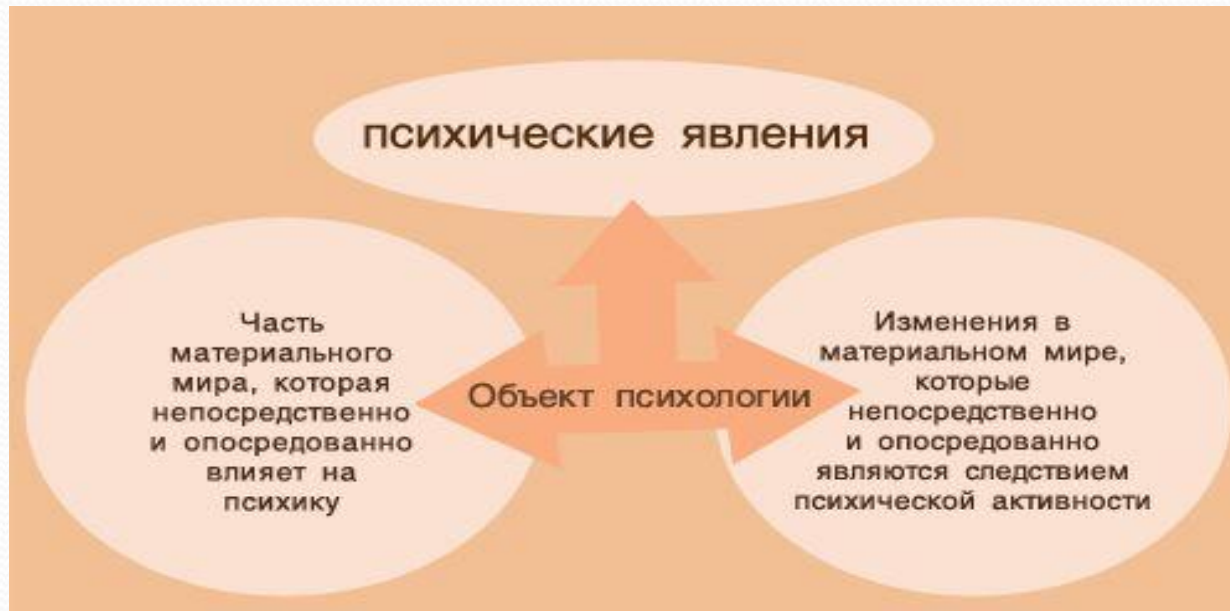 психические явления
Часть
материального
мира, которая
непосредственно
и опосредованно
влияет на
психику
Объект психологии
Изменения в
материальном мире,
которые
непосредственно
и опосредованно
являются следствием
психической активности